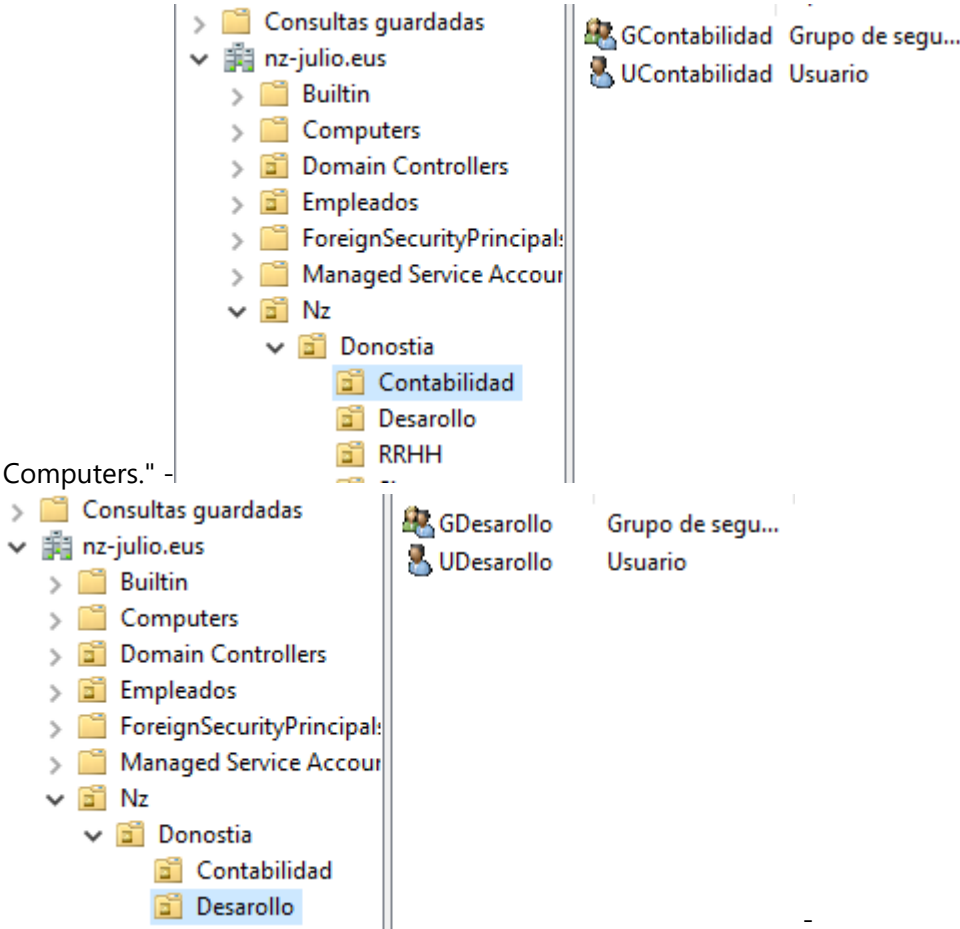 Consultas guardadas
nz-julio.eus
Builtin
Computers
Domain Controllers
Empleados
ForeignSecurityPrincipals
Managed Service Accour
Nz
Donostia
Contabilidad
Desarollo
RRHH
GContabilidad Grupo de segu...
UContabilidad Usuario
Computers." -
Consultas guardadas
nz-julio.eus
Builtin
Computers
Domain Controllers
Empleados
ForeignSecurityPrincipals
Managed Service Accour
Nz
Donostia
Contabilidad
Desarollo
GDesarollo Grupo de segu...
UDesarollo Usuario
-